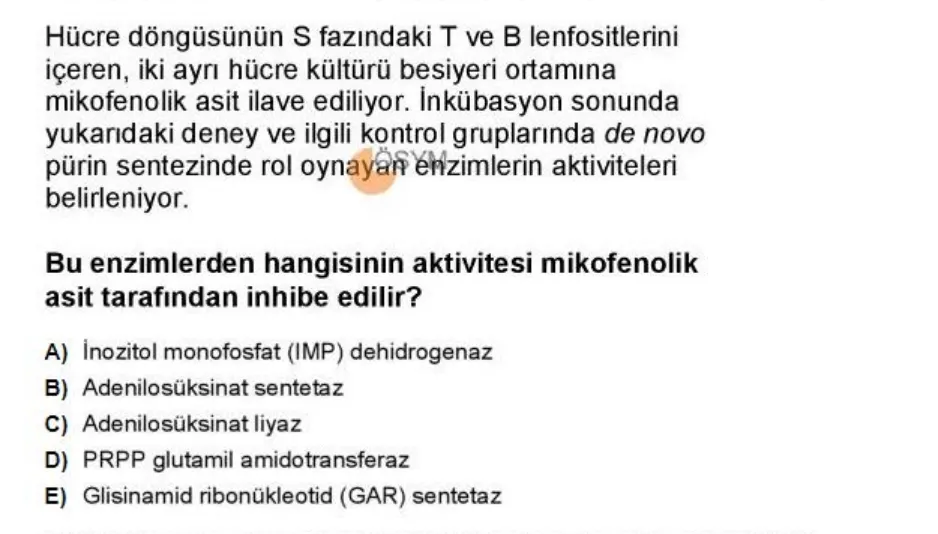 Hücre döngüsünün S fazındaki T ve B lenfositlerini
içeren, iki ayrı hücre kültürü besiyeri ortamına
mikofenolik asit ilave ediliyor. İnkübasyon sonunda
yukarıdaki deney ve ilgili kontrol gruplarında de novo
ÖSYM
pürin sentezinde rol oynayan enzimlerin aktiviteleri
belirleniyor.
Bu enzimlerden hangisinin aktivitesi mikofenolik
asit tarafından inhibe edilir?
A) İnozitol monofosfat (IMP) dehidrogenaz
B) Adenilosüksinat sentetaz
C) Adenilosüksinat liyaz
D) PRPP glutamil amidotransferaz
E) Glisinamid ribonükleotid (GAR) sentetaz